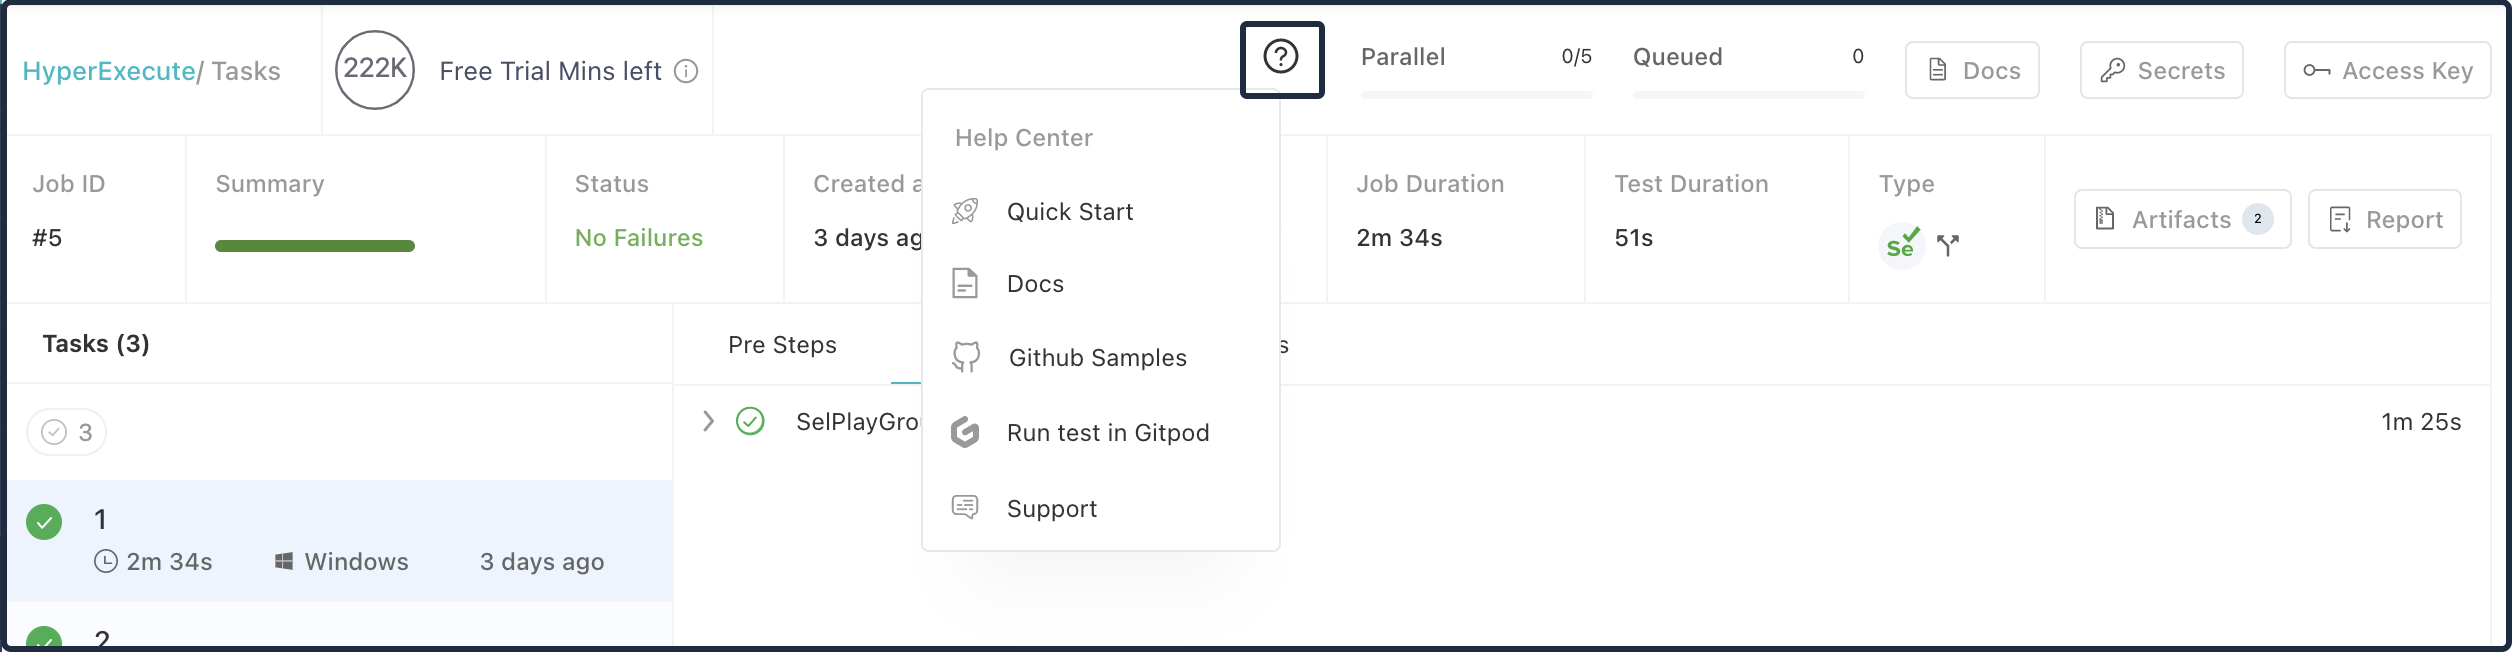 HyperExecute/ Tasks
222K
Free Trial Mins left
Parallel 0/5
Queued 0
Docs
Secrets
Access Key
Job ID
#5
Summary
Status
No Failures
Created a
3 days ag
Job Duration
2m 34s
Test Duration
51s
Type
Se
Artifacts 2
Report
Help Center
Quick Start
Docs
Github Samples
Run test in Gitpod
Support
Tasks (3)
3
1
2m 34s Windows 3 days ago
2
Pre Steps
s
SelPlayGro
1m 25s